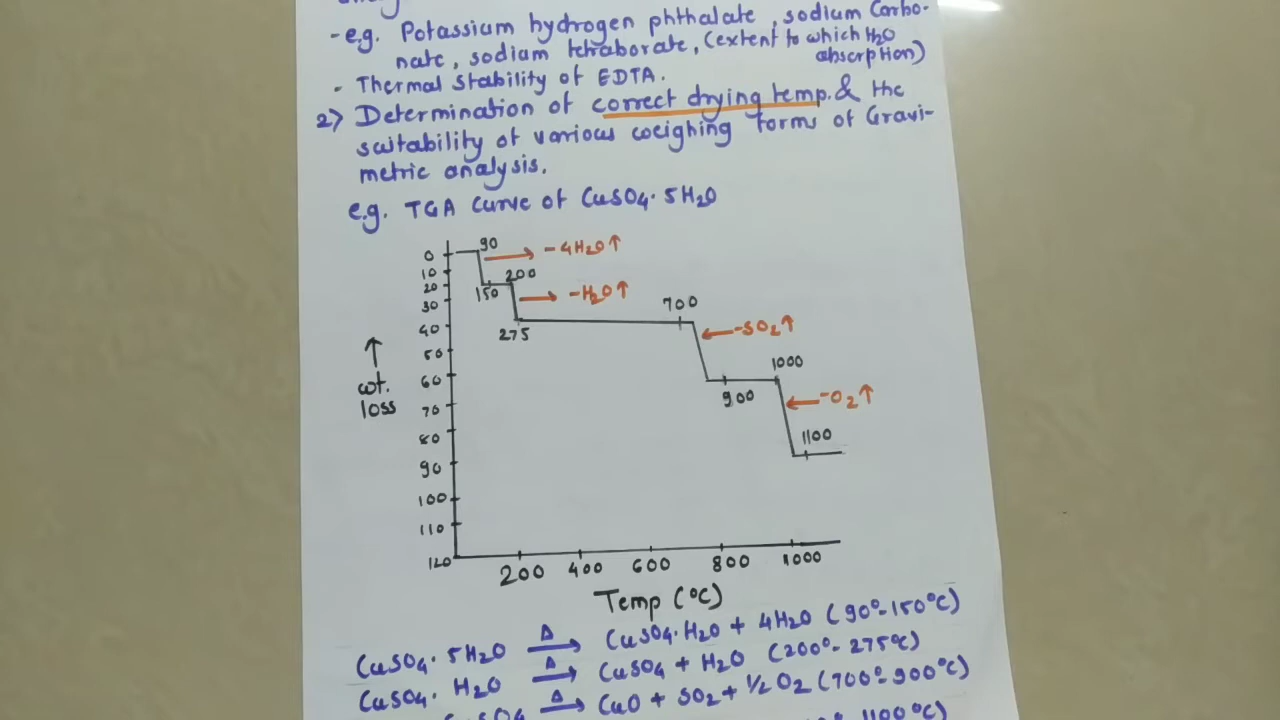 -e.g. Potassium hydrogen phthalate, sodium Carbo-
nate, sodium tetraborate, (extent to which H₂O
absorption)
- Thermal stability of EDTA.
2) Determination of correct drying temp. & the
suitability of various weighing forms of Gravi-
metric analysis.
e.g. TGA curve of CuSO₄·5H₂O
0
10
20
30
40
50
60
70
80
90
100
110
120
↑
wt.
loss
90
→ -4H₂O↑
150
200
→ -H₂O↑
275
700
← -SO₂↑
900
1000
← -O₂↑
1100
200 400 600 800 1000
Temp (°C)
CuSO₄·5H₂O Δ→ CuSO₄·H₂O + 4H₂O (90°-150°C)
CuSO₄·H₂O Δ→ CuSO₄ + H₂O (200°-275°C)
CuSO₄ Δ→ CuO + SO₂ + ½O₂ (700°-900°C)
1100°C)